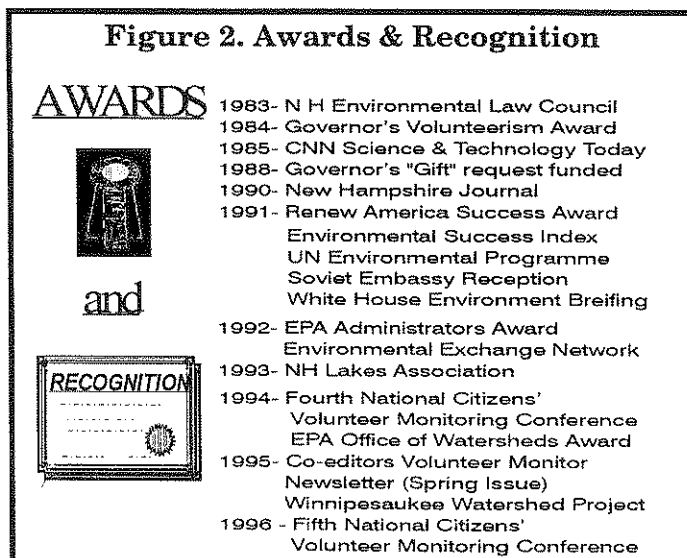 Figure 2. Awards & Recognition
AWARDS
and
RECOGNITION
1983- N H Environmental Law Council
1984- Governor's Volunteerism Award
1985- CNN Science & Technology Today
1988- Governor's "Gift" request funded
1990- New Hampshire Journal
1991- Renew America Success Award
Environmental Success Index
UN Environmental Programme
Soviet Embassy Reception
White House Environment Breifing
1992- EPA Administrators Award
Environmental Exchange Network
1993- NH Lakes Association
1994- Fourth National Citizens'
Volunteer Monitoring Conference
EPA Office of Watersheds Award
1995- Co-editors Volunteer Monitor
Newsletter (Spring Issue)
Winnipesaukee Watershed Project
1996 - Fifth National Citizens'
Volunteer Monitoring Conference